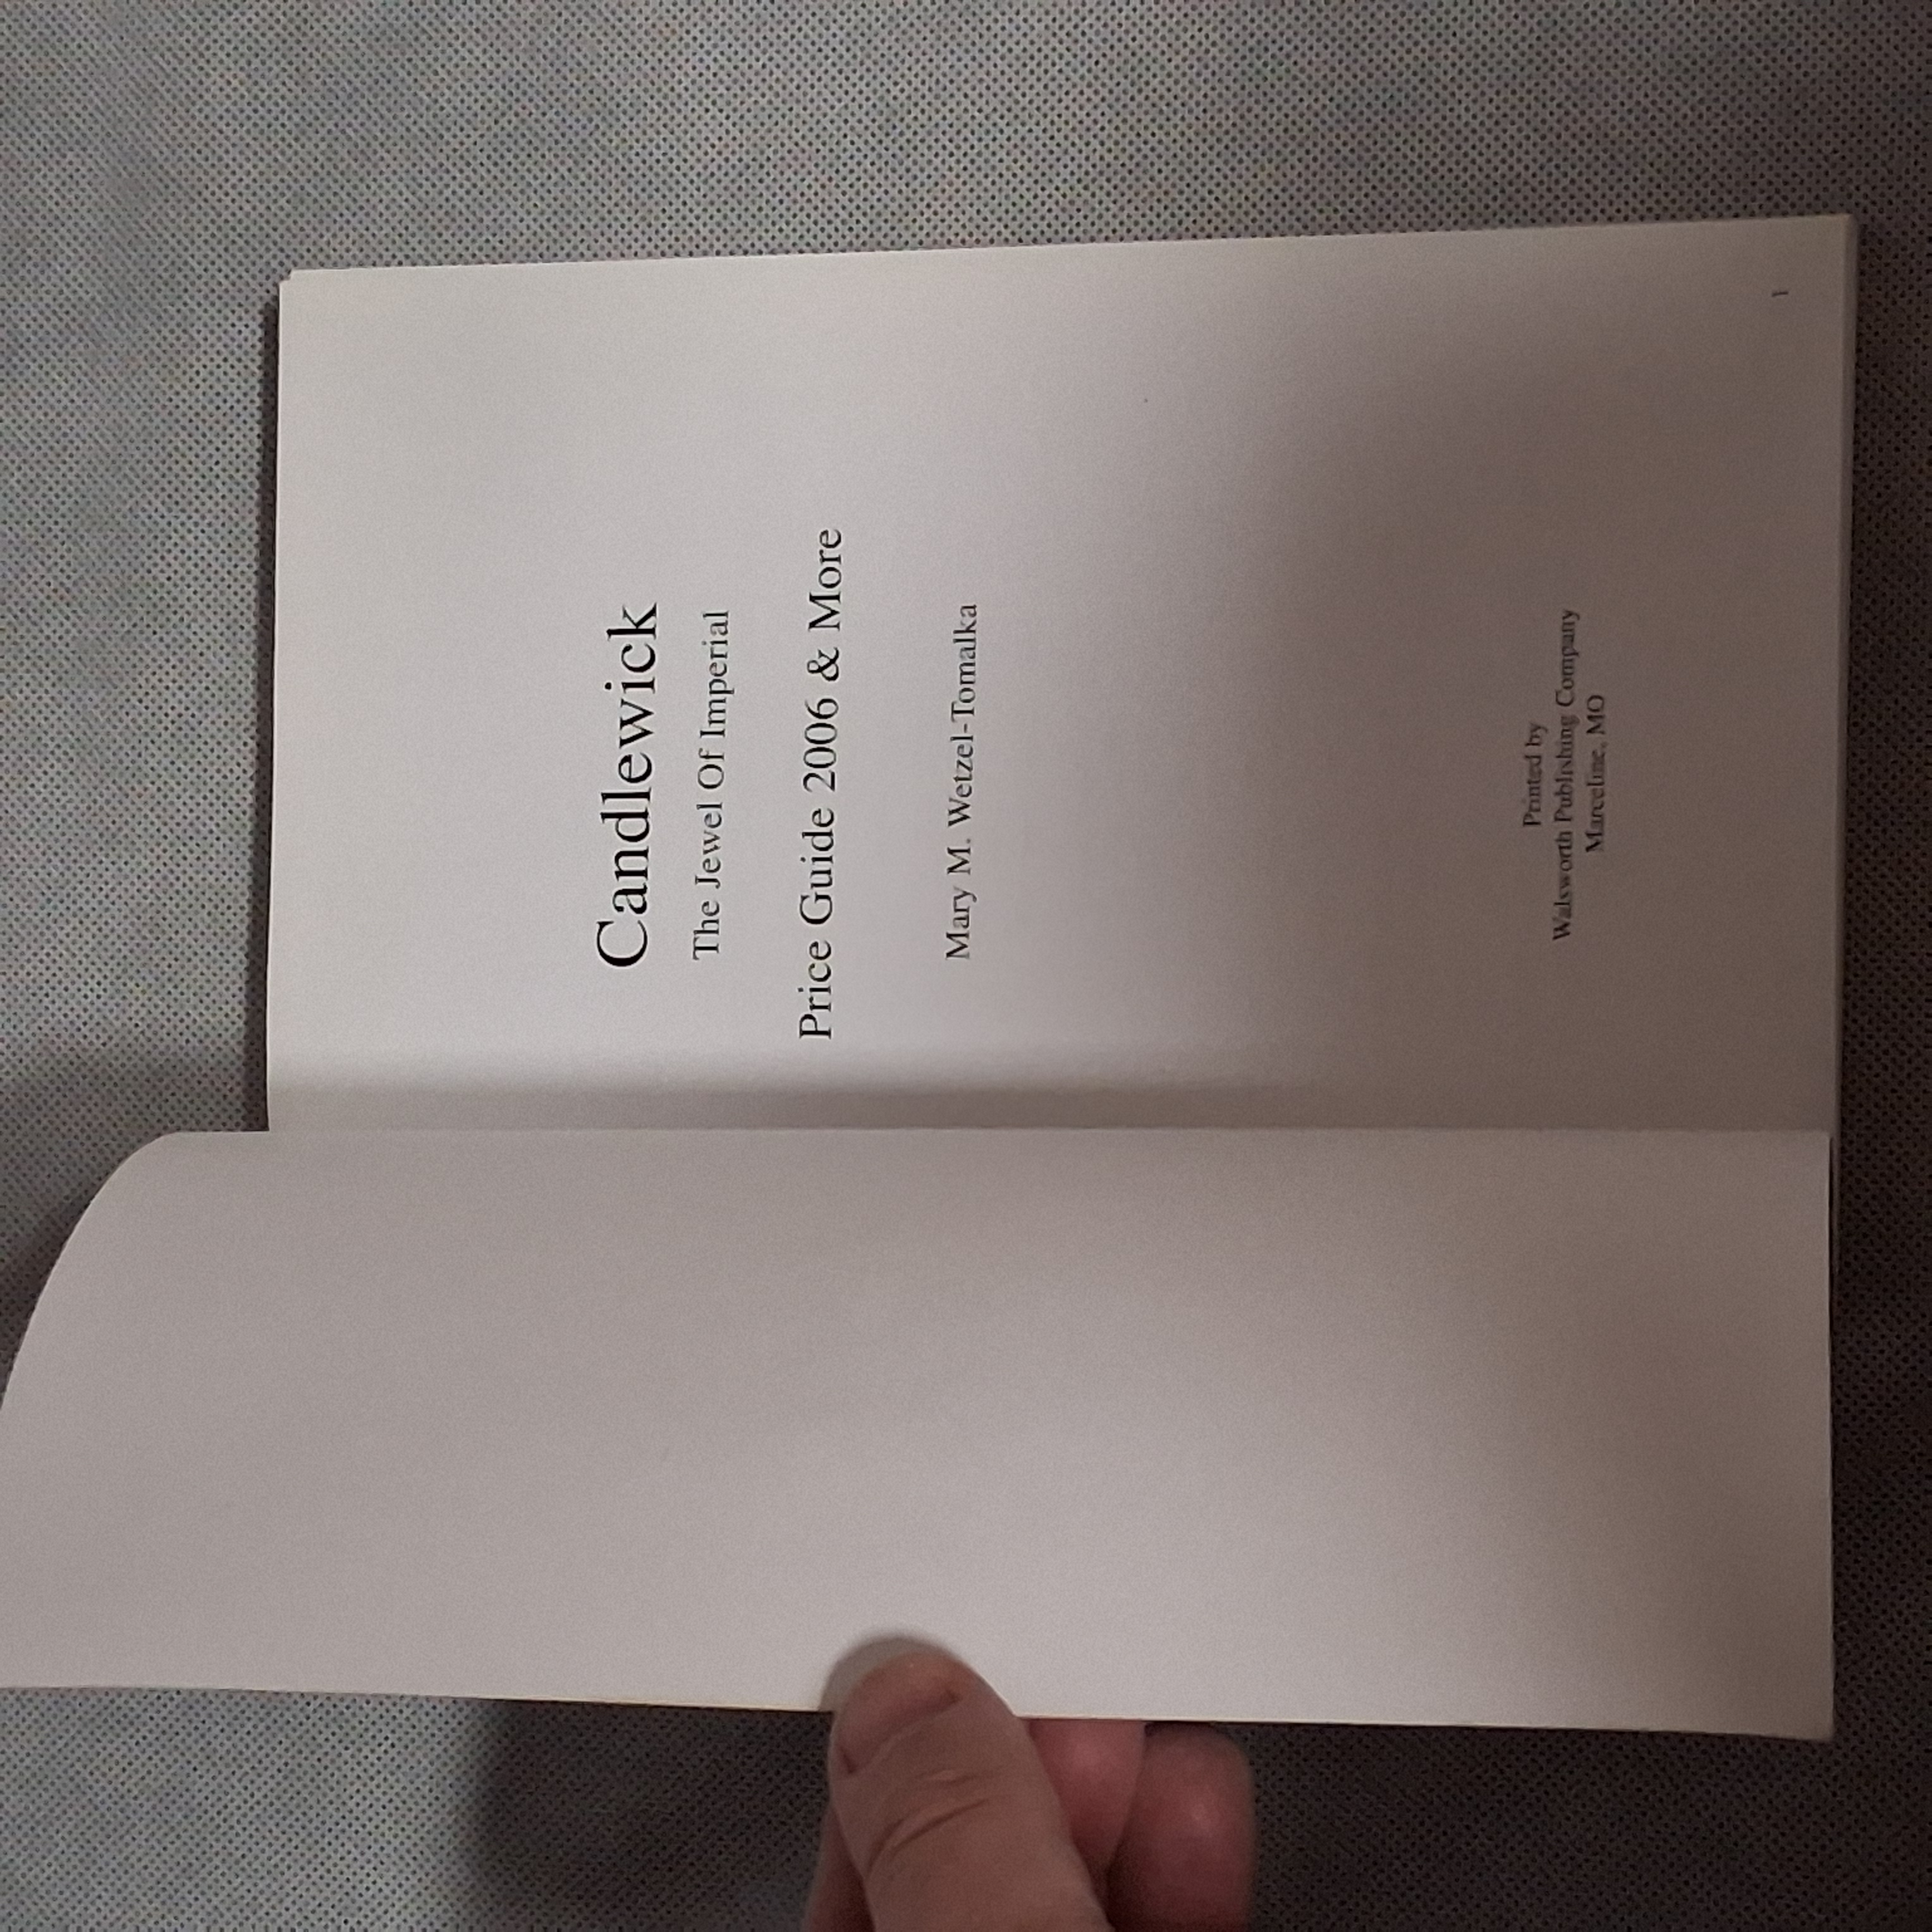 Candlewick
The Jewel Of Imperial
Price Guide 2006 & More
Mary M. Wetzel-Tomalka
Printed by
Walsworth Publishing Company
Marceline, MO
1